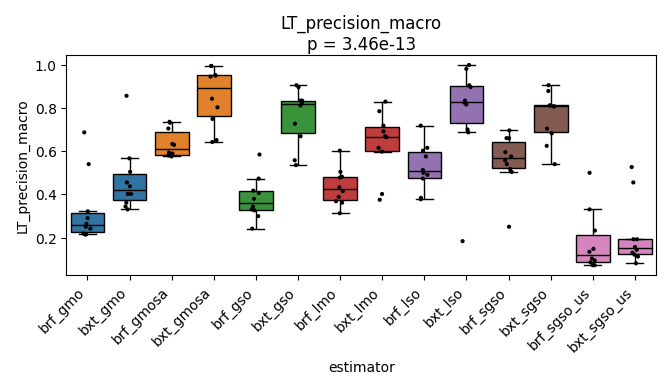 LT_precision_macro
p = 3.46e-13
LT_precision_macro
1.0
0.8
0.6
0.4
0.2
brf_gmo
bxt_gmo
brf_gmosa
bxt_gmosa
brf_gso
bxt_gso
brf_lmo
bxt_lmo
brf_lso
bxt_lso
brf_sgso
bxt_sgso
brf_sgso_us
bxt_sgso_us
estimator